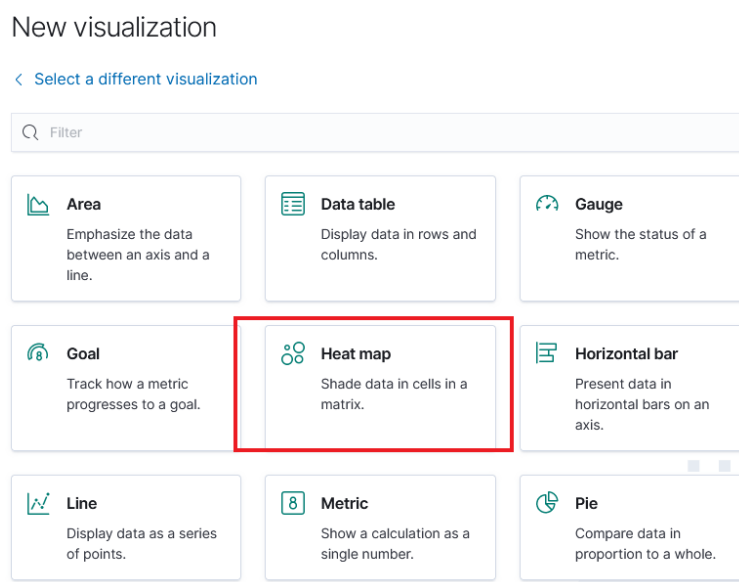 New visualization
Select a different visualization
Filter
Area
Emphasize the data
between an axis and a
line.
Data table
Display data in rows and
columns.
Gauge
Show the status of a
metric.
8
Goal
Track how a metric
progresses to a goal.
Heat map
Shade data in cells in a
matrix.
Horizontal bar
Present data in
horizontal bars on an
axis.
Line
Display data as a series
of points.
8
Metric
Show a calculation as a
single number.
Pie
Compare data in
proportion to a whole.